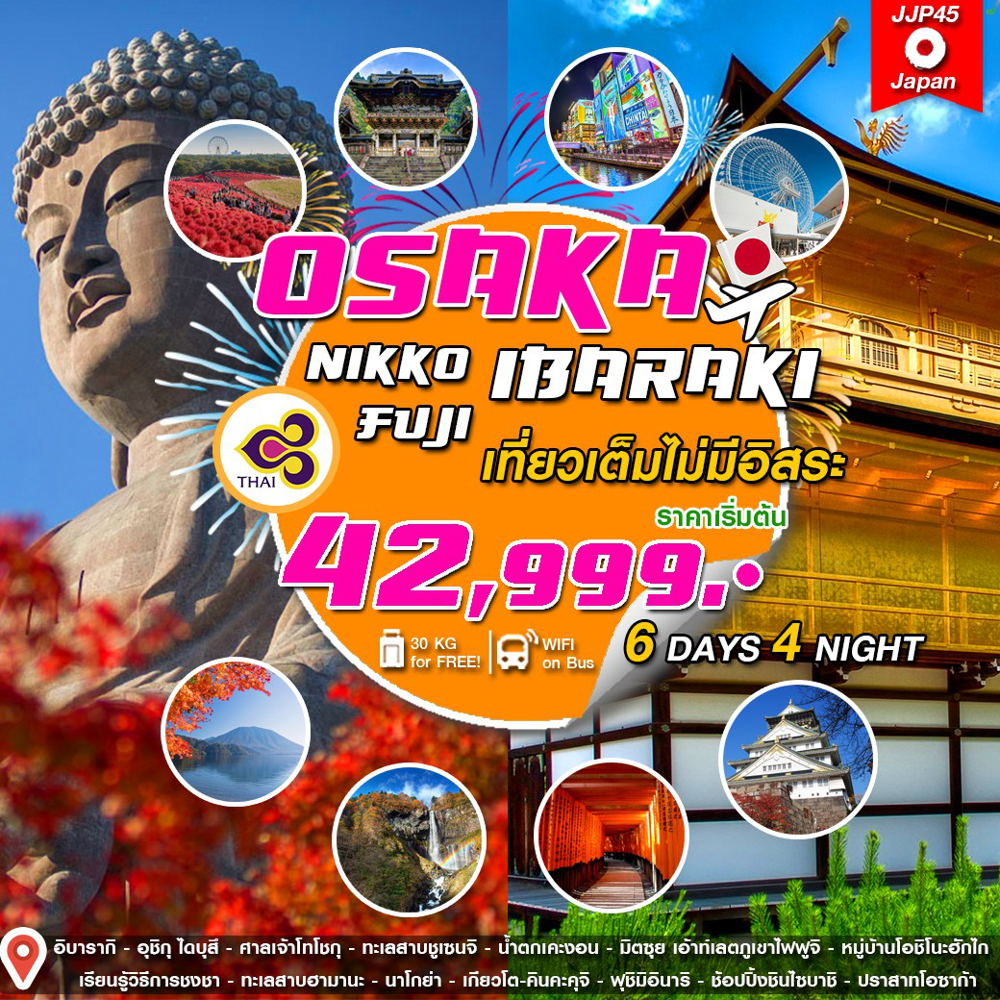 JJP45
Japan
OSAKA
NIKKO IBARAKI
FUJI
เที่ยวเต็มไม่มีอิสระ
THAI
ราคาเริ่มต้น
42,999.-
30 KG
for FREE!
WIFI
on Bus
6 DAYS 4 NIGHT
อิบารากิ - อุชิกุ ไดบุสึ - ศาลเจ้าโทโชกุ - ทะเลสาบชูเซนจิ - น้ำตกเคะงอน - มิตซุย เอ้าท์เลตภูเขาไฟฟูจิ - หมู่บ้านโอชิโนะฮักไก
เรียนรู้วิธีการชงชา - ทะเลสาบฮามานะ - นาโกย่า - เกียวโต-คินคะคุจิ - ฟุชิมิอินาริ - ช้อปปิ้งชินไซบาชิ - ปราสาทโอซาก้า